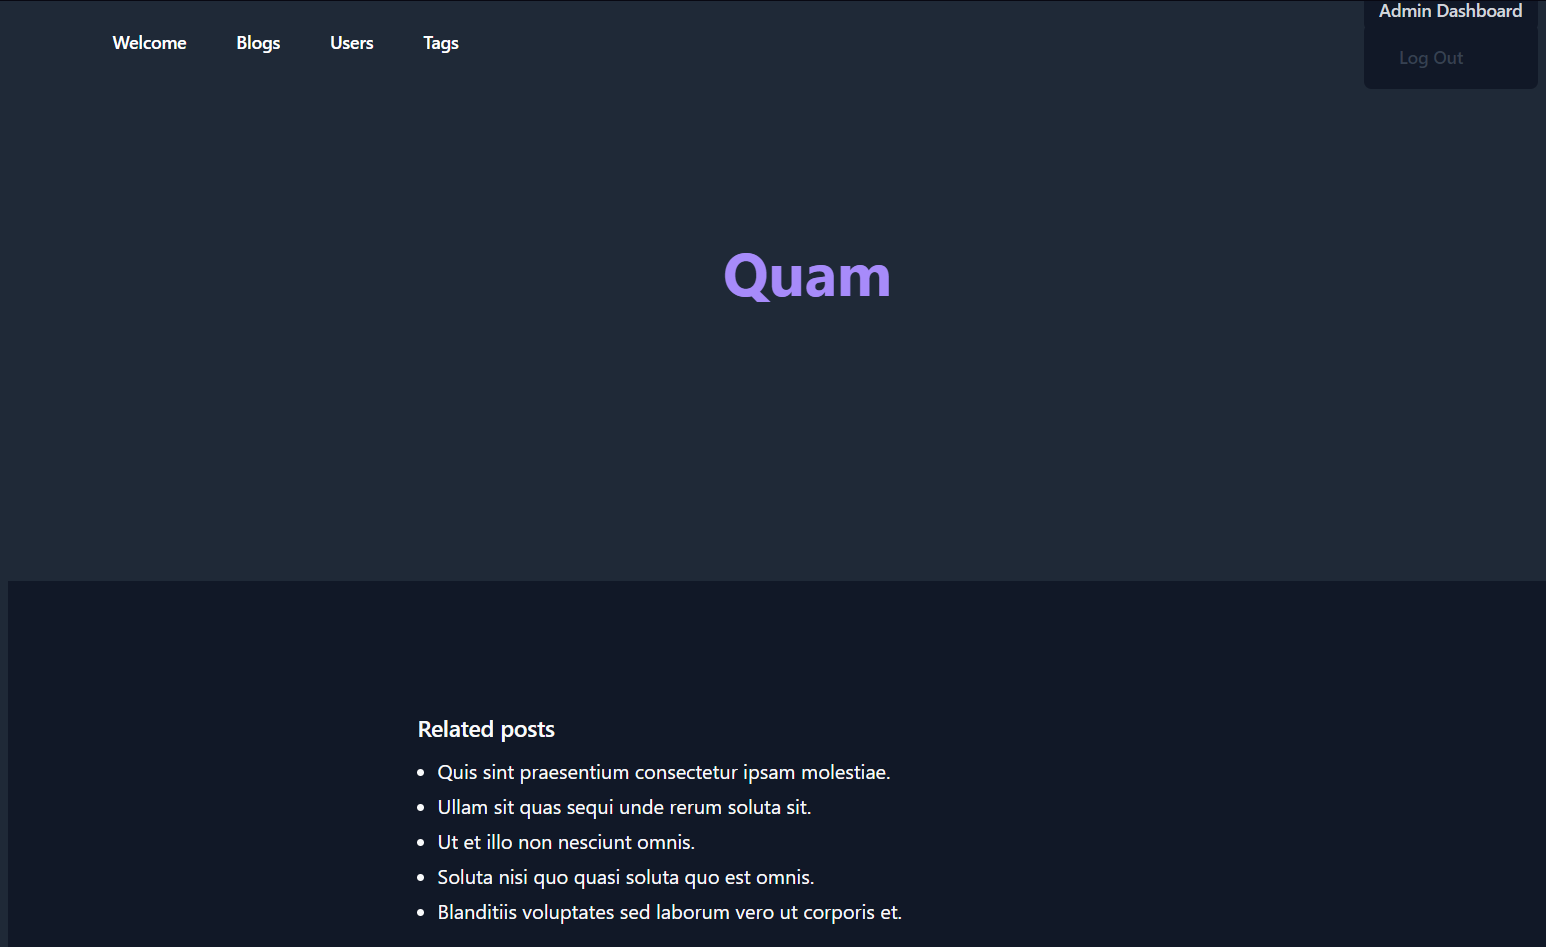 Admin Dashboard
Welcome Blogs Users Tags
Log Out
Quam
Related posts
Quis sint praesentium consectetur ipsam molestiae.
Ullam sit quas sequi unde rerum soluta sit.
Ut et illo non nesciunt omnis.
Soluta nisi quo quasi soluta quo est omnis.
Blanditiis voluptates sed laborum vero ut corporis et.